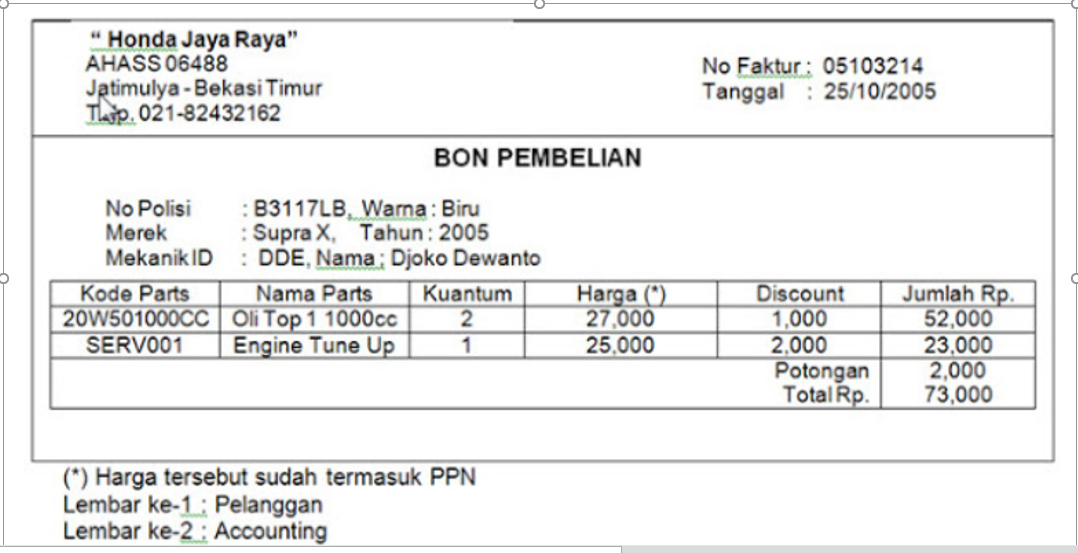 “ Honda Jaya Raya”
AHASS 06488
Jatimulya - Bekasi Timur
021-82432162
No Faktur : 05103214
Tanggal : 25/10/2005
BON PEMBELIAN
No Polisi : B3117LB, Warna : Biru
Merek : Supra X, Tahun : 2005
Mekanik ID : DDE, Nama : Djoko Dewanto
Kode Parts Nama Parts Kuantum Harga (*) Discount Jumlah Rp.
20W501000CC Oli Top 1 1000cc 2 27,000 1,000 52,000
SERV001 Engine Tune Up 1 25,000 2,000 23,000
Potongan 2,000
Total Rp. 73,000
(*) Harga tersebut sudah termasuk PPN
Lembar ke-1 : Pelanggan
Lembar ke-2 : Accounting